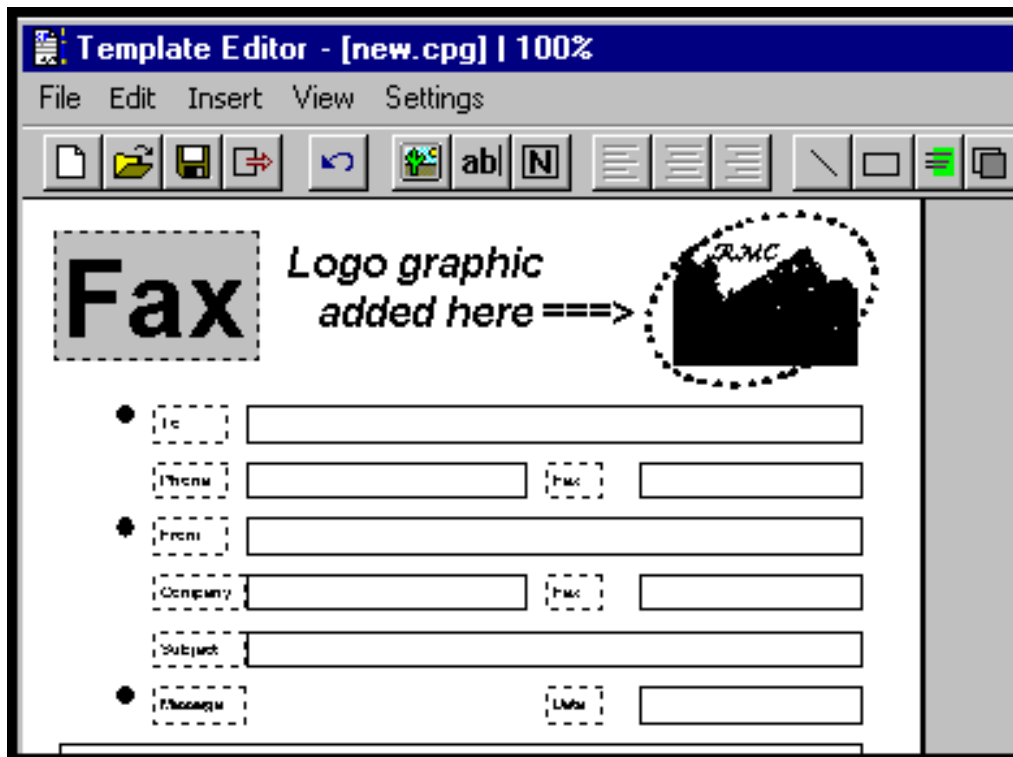 Template Editor - [new.cpg] | 100%
File Edit Insert View Settings
ab| N
Fax
Logo graphic
added here ===>
RMC
To
Phone Fax
From
Company Fax
Subject
Message Date